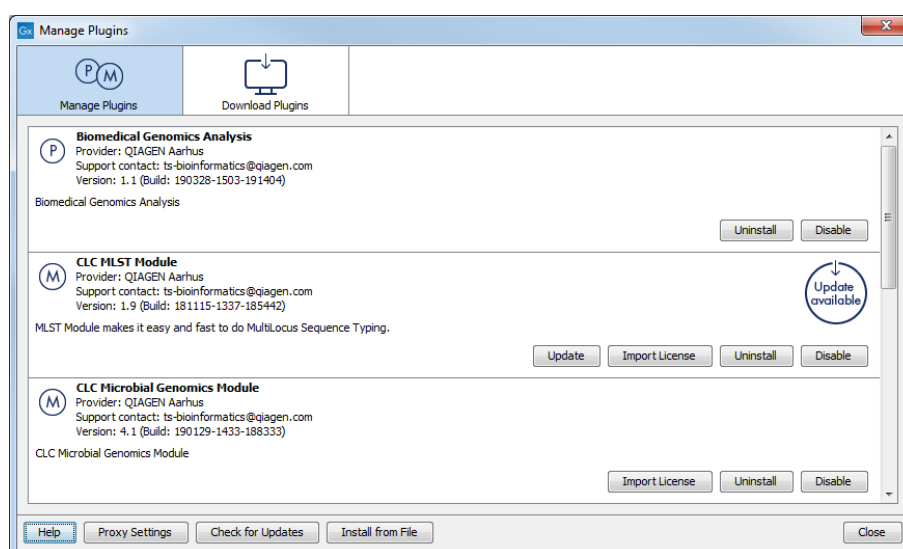 Gx Manage Plugins
P M
Manage Plugins
Download Plugins
P
Biomedical Genomics Analysis
Provider: QIAGEN Aarhus
Support contact: ts-bioinformatics@qiagen.com
Version: 1.1 (Build: 190328-1503-191404)
Biomedical Genomics Analysis
Uninstall Disable
M
CLC MLST Module
Provider: QIAGEN Aarhus
Support contact: ts-bioinformatics@qiagen.com
Version: 1.9 (Build: 181115-1337-185442)
Update
available
MLST Module makes it easy and fast to do MultiLocus Sequence Typing.
Update Import License Uninstall Disable
M
CLC Microbial Genomics Module
Provider: QIAGEN Aarhus
Support contact: ts-bioinformatics@qiagen.com
Version: 4.1 (Build: 190129-1433-188333)
CLC Microbial Genomics Module
Import License Uninstall Disable
Help Proxy Settings Check for Updates Install from File Close